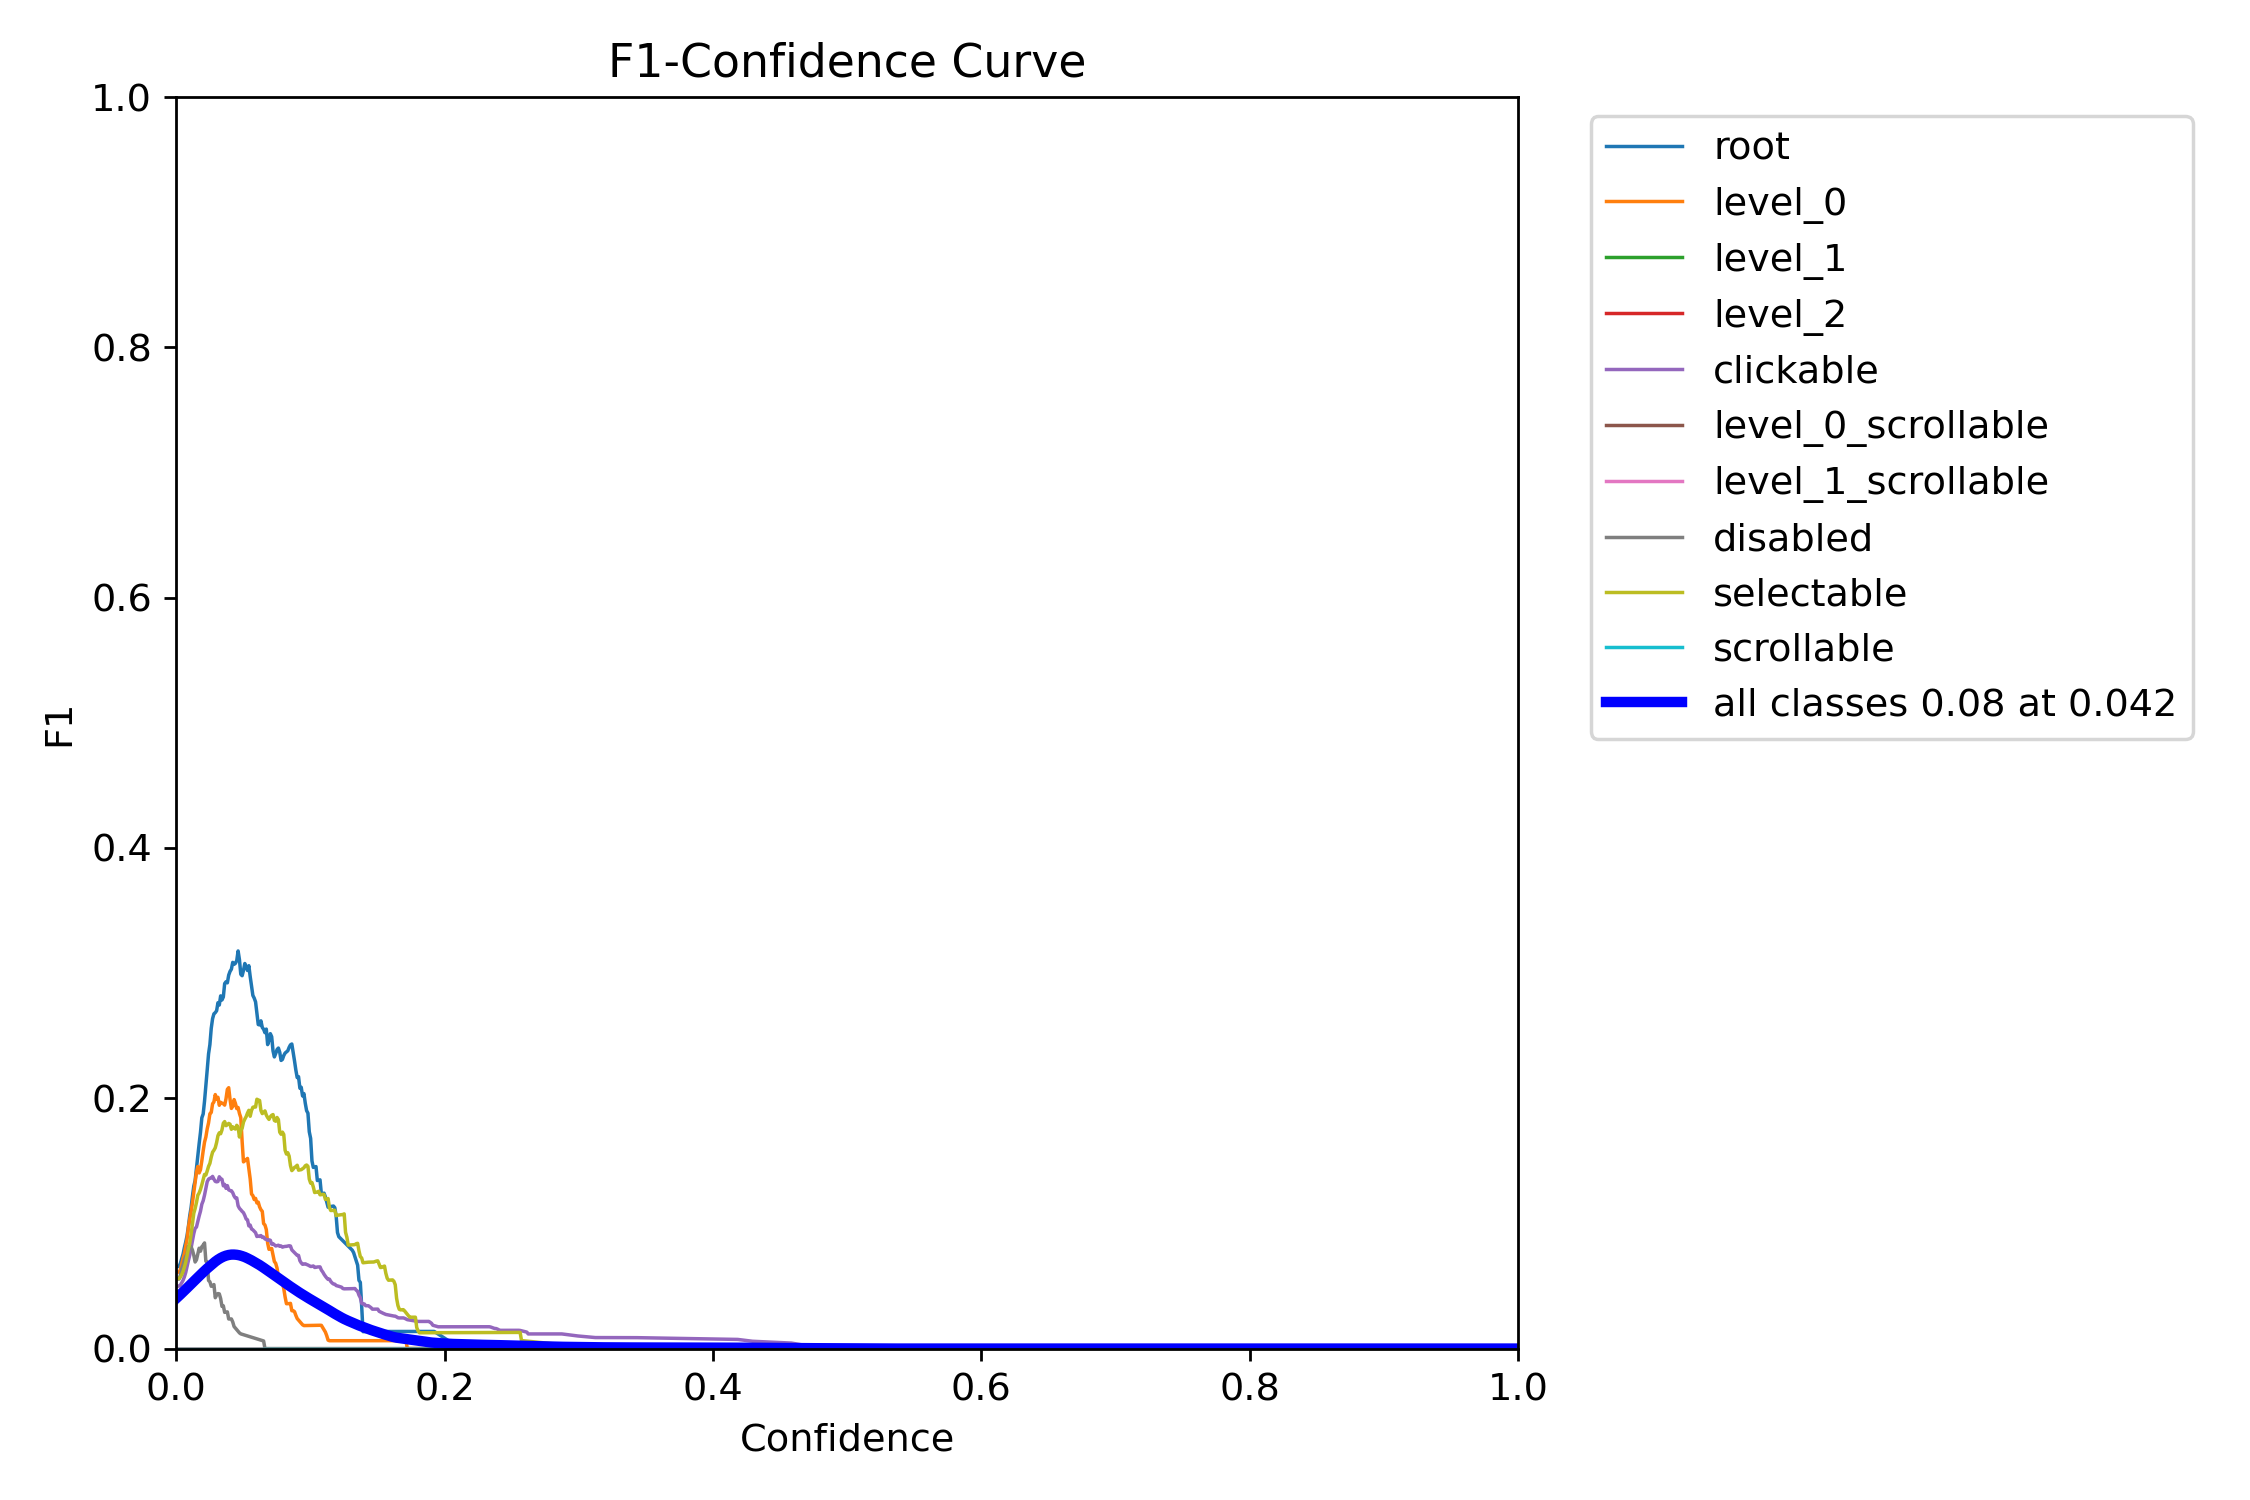 F1-Confidence Curve
1.0
0.8
0.6
0.4
0.2
0.0
F1
0.0 0.2 0.4 0.6 0.8 1.0
Confidence
root
level_0
level_1
level_2
clickable
level_0_scrollable
level_1_scrollable
disabled
selectable
scrollable
all classes 0.08 at 0.042